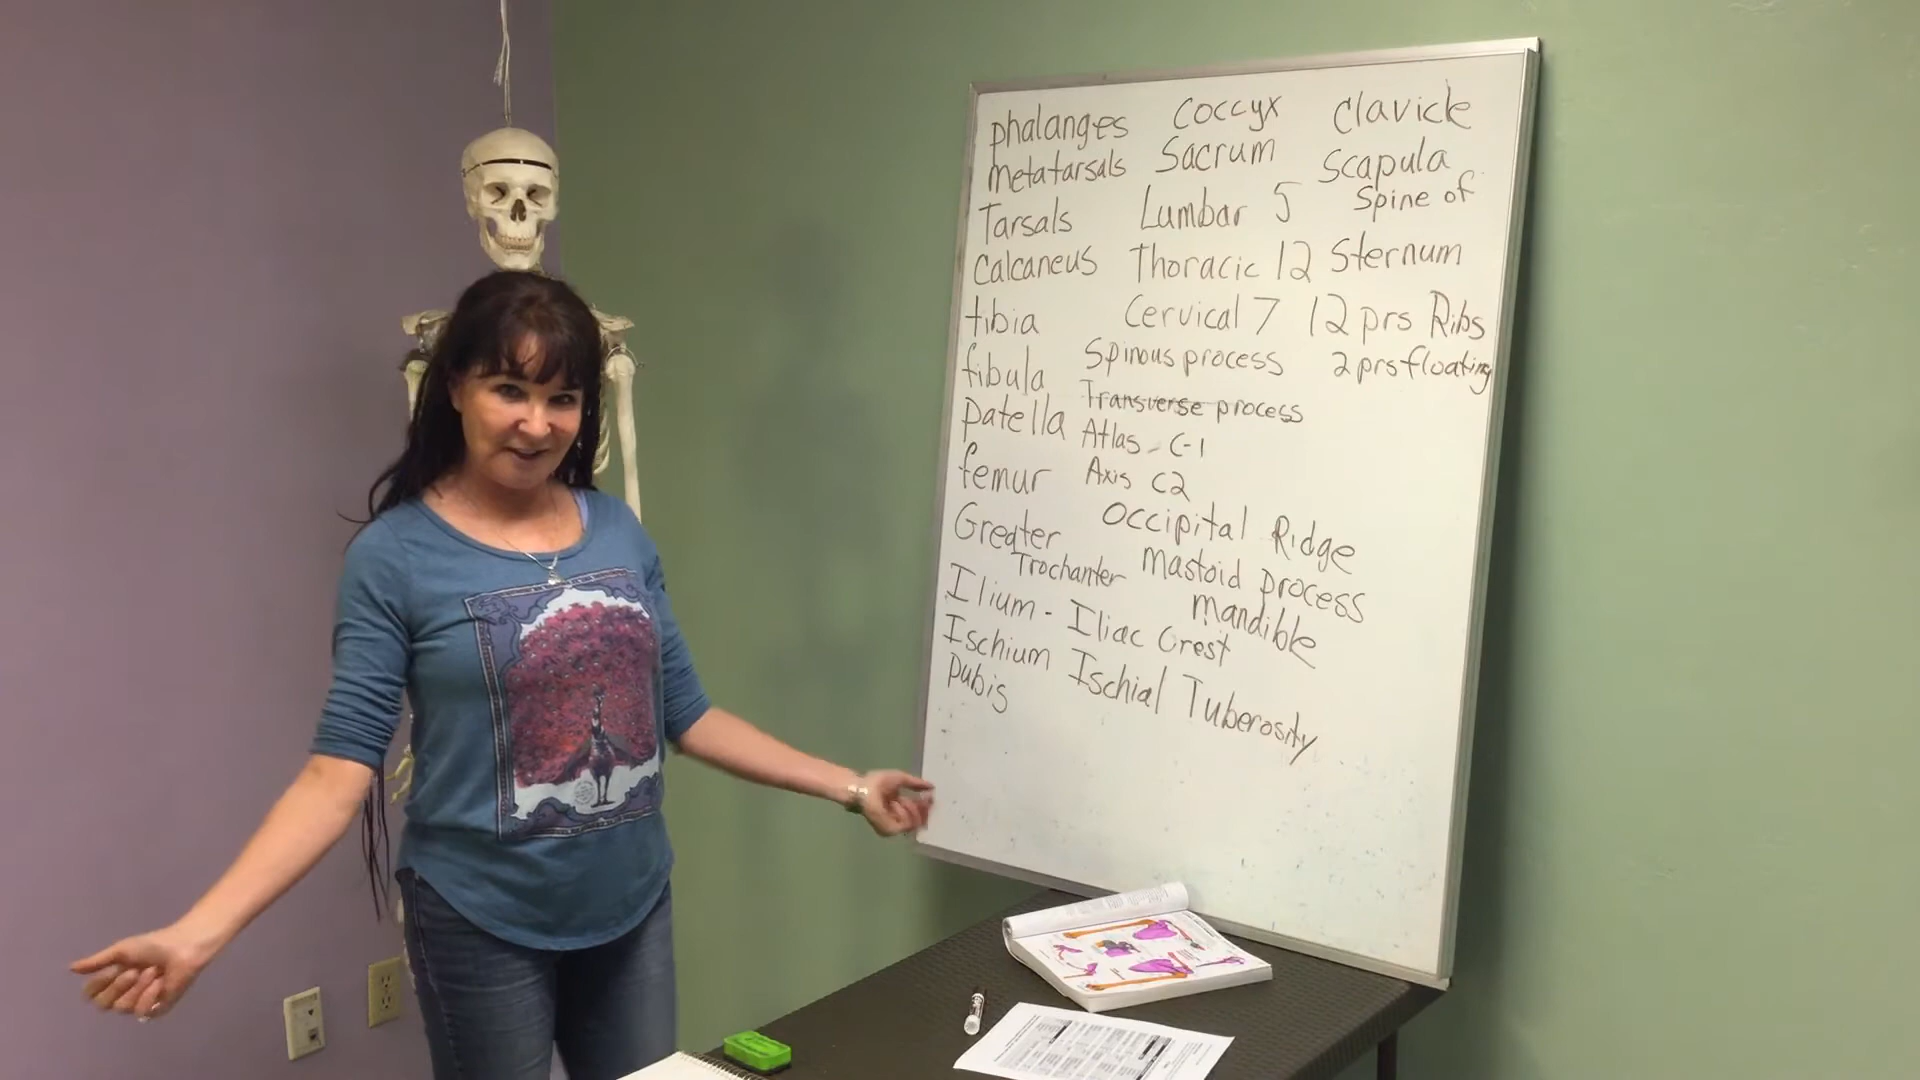 phalanges
metatarsals
Tarsals
Calcaneus
tibia
fibula
patella
femur
Greater
Trochanter
Ilium - Iliac Crest
Ischium Ischial Tuberosity
pubis
Coccyx
Sacrum
Lumbar 5
Thoracic 12
Cervical 7
Spinous process
Transverse process
Atlas - C-1
Axis C2
Occipital Ridge
Mastoid process
Mandible
Clavicle
Scapula
Spine of
Sternum
12 prs Ribs
2 prs floating